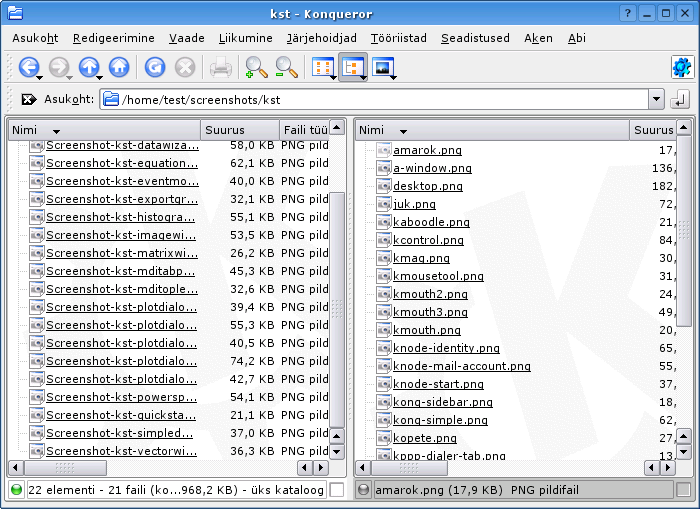 kst - Konqueror
Asukoht Redigeerimine Vaade Liikumine Järjehoidjad Tööriistad Seadistused Aken Abi
Asukoht: /home/test/screenshots/kst
Nimi Suurus Faili tüü
Screenshot-kst-datawiza... 58,0 KB PNG pild
Screenshot-kst-equation... 62,1 KB PNG pild
Screenshot-kst-eventmo... 40,0 KB PNG pild
Screenshot-kst-exportgr... 32,1 KB PNG pild
Screenshot-kst-histogra... 55,1 KB PNG pild
Screenshot-kst-imagewi... 53,5 KB PNG pild
Screenshot-kst-matrixwi... 26,2 KB PNG pild
Screenshot-kst-mditabp... 45,3 KB PNG pild
Screenshot-kst-mditople... 32,6 KB PNG pild
Screenshot-kst-plotdialo... 39,4 KB PNG pild
Screenshot-kst-plotdialo... 55,3 KB PNG pild
Screenshot-kst-plotdialo... 40,5 KB PNG pild
Screenshot-kst-plotdialo... 74,2 KB PNG pild
Screenshot-kst-plotdialo... 42,7 KB PNG pild
Screenshot-kst-powersp... 54,1 KB PNG pild
Screenshot-kst-quicksta... 21,1 KB PNG pild
Screenshot-kst-simpled... 37,0 KB PNG pild
Screenshot-kst-vectorwi... 36,3 KB PNG pild
22 elementi - 21 faili (ko...968,2 KB) - üks kataloog
Nimi Suurus
amarok.png 17,
a-window.png 136,
desktop.png 182,
juk.png 72,
kaboodle.png 21,
kcontrol.png 84,
kmag.png 30,
kmousetool.png 31,
kmouth2.png 24,
kmouth3.png 49,
kmouth.png 20,
knode-identity.png 65,
knode-mail-account.png 55,
knode-start.png 37,
konq-sidebar.png 18,
konq-simple.png 62,
kopete.png 27,
kppp-dialer-tab.png 13,
amarok.png (17,9 KB) PNG pildifail